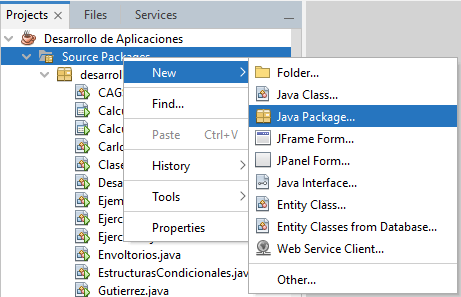 Projects
Files
Services
Desarrollo de Aplicaciones
Source Packages
desarroll
CAG
Calcu
Calcu
Carlo
Clase
Desa
Ejem
Ejerc
Ejerc
Envoltorios.java
EstructurasCondicionales.java
Gutierrez.java
New
Find...
Paste Ctrl+V
History
Tools
Properties
Folder...
Java Class...
Java Package...
JFrame Form...
JPanel Form...
Java Interface...
Entity Class...
Entity Classes from Database...
Web Service Client...
Other...